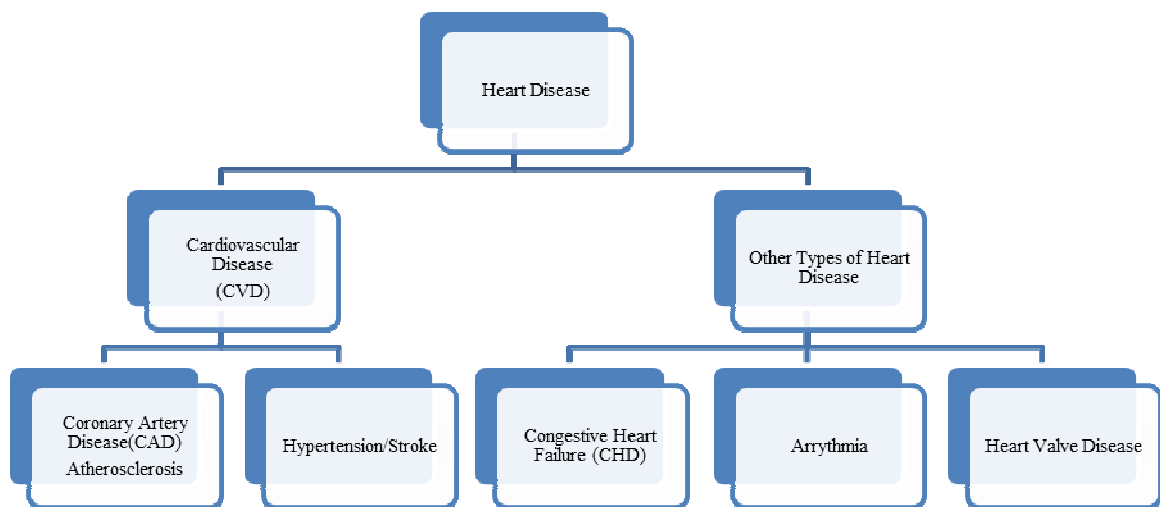 Heart Disease
Cardiovascular
Disease
(CVD)
Other Types of Heart
Disease
Coronary Artery
Disease(CAD)
Atherosclerosis
Hypertension/Stroke
Congestive Heart
Failure (CHD)
Arrythmia
Heart Valve Disease